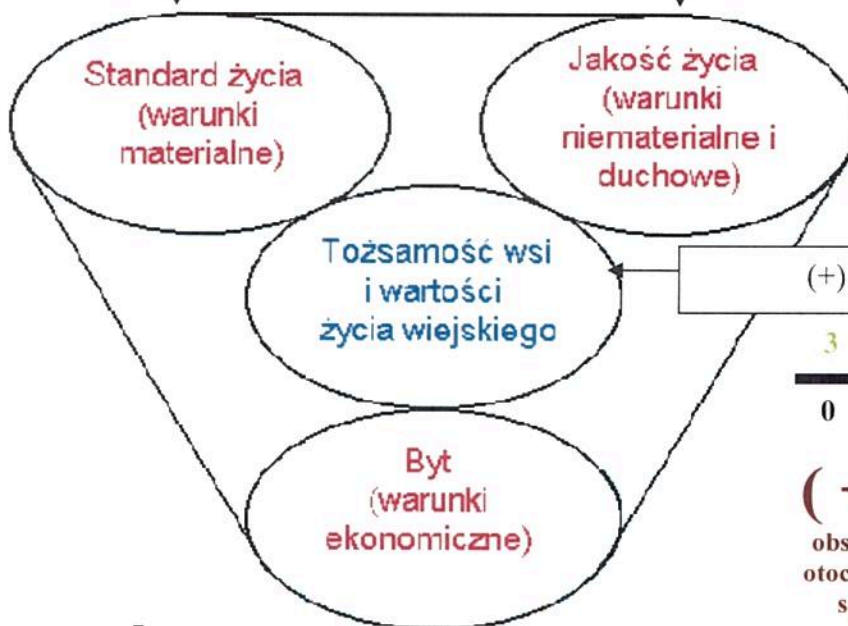 Standard życia
(warunki
materialne)
Jakość życia
(warunki
niematerialne i
duchowe)
Tożsamość wsi
i wartości
życia wiejskiego
(+)
3
0
Byt
(warunki
ekonomiczne)
(
obs
otoc
s